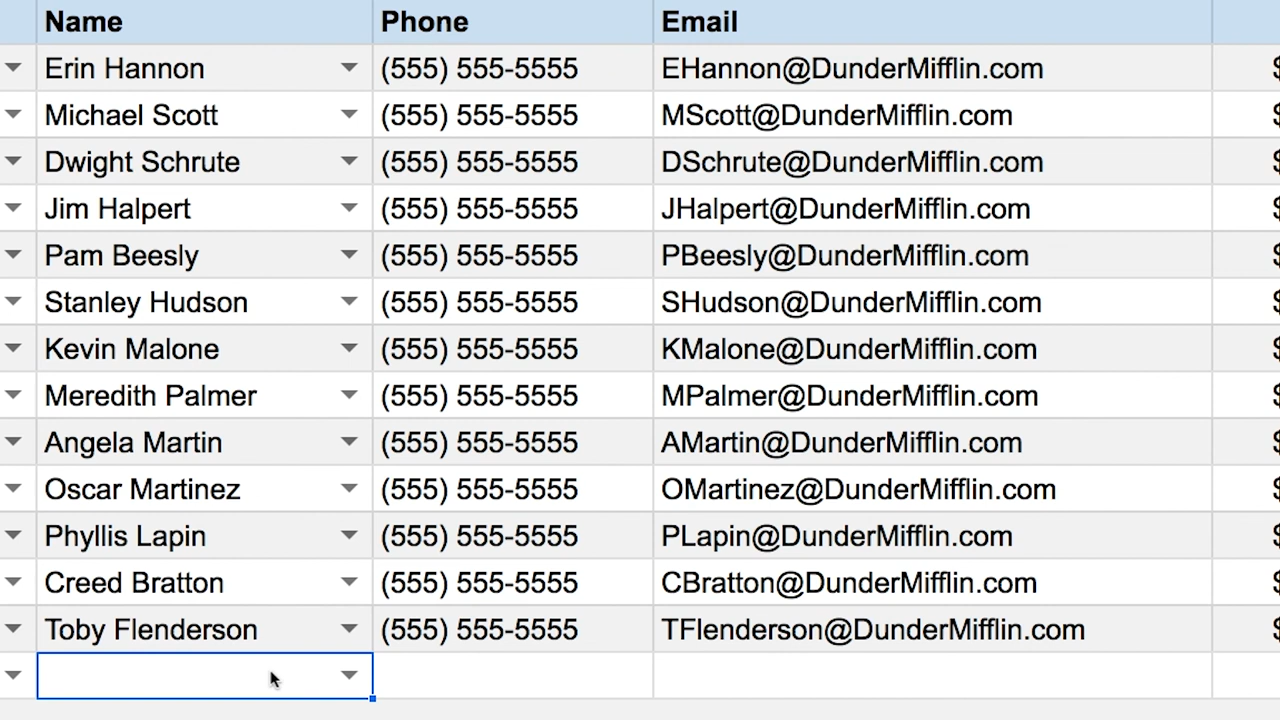 Name Phone Email
Erin Hannon (555) 555-5555 EHannon@DunderMifflin.com $
Michael Scott (555) 555-5555 MScott@DunderMifflin.com $
Dwight Schrute (555) 555-5555 DSchrute@DunderMifflin.com $
Jim Halpert (555) 555-5555 JHalpert@DunderMifflin.com $
Pam Beesly (555) 555-5555 PBeesly@DunderMifflin.com $
Stanley Hudson (555) 555-5555 SHudson@DunderMifflin.com $
Kevin Malone (555) 555-5555 KMalone@DunderMifflin.com $
Meredith Palmer (555) 555-5555 MPalmer@DunderMifflin.com $
Angela Martin (555) 555-5555 AMartin@DunderMifflin.com $
Oscar Martinez (555) 555-5555 OMartinez@DunderMifflin.com $
Phyllis Lapin (555) 555-5555 PLapin@DunderMifflin.com $
Creed Bratton (555) 555-5555 CBratton@DunderMifflin.com $
Toby Flenderson (555) 555-5555 TFlenderson@DunderMifflin.com $